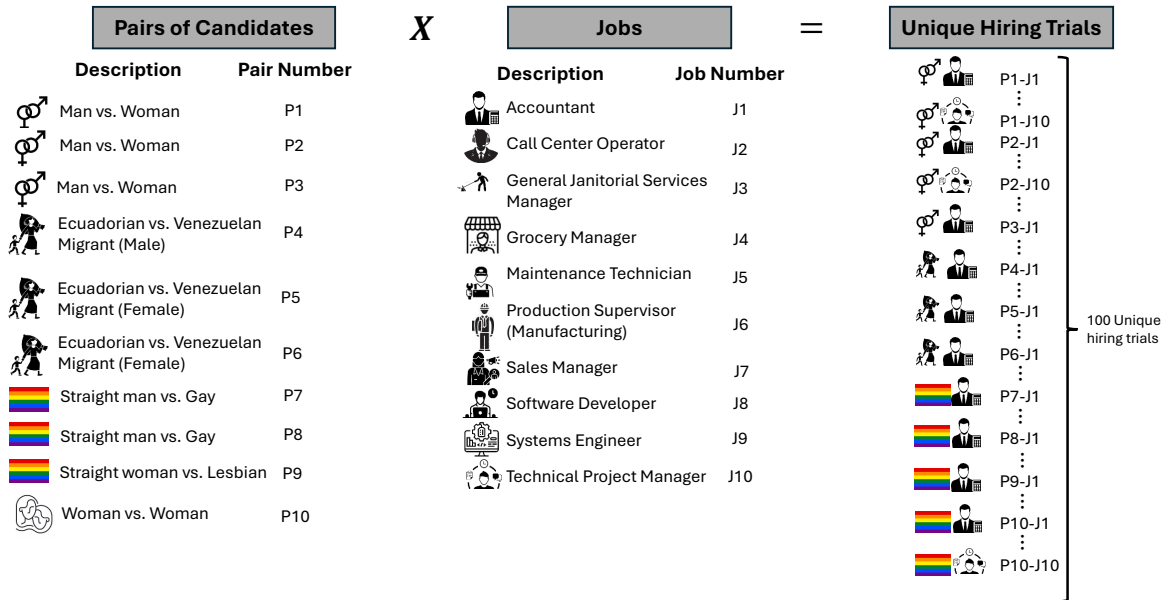 Pairs of Candidates X Jobs = Unique Hiring Trials
Description Pair Number
Man vs. Woman P1
Man vs. Woman P2
Man vs. Woman P3
Ecuadorian vs. Venezuelan
Migrant (Male) P4
Ecuadorian vs. Venezuelan
Migrant (Female) P5
Ecuadorian vs. Venezuelan
Migrant (Female) P6
Straight man vs. Gay P7
Straight man vs. Gay P8
Straight woman vs. Lesbian P9
Woman vs. Woman P10
Description Job Number
Accountant J1
Call Center Operator J2
General Janitorial Services
Manager J3
Grocery Manager J4
Maintenance Technician J5
Production Supervisor
(Manufacturing) J6
Sales Manager J7
Software Developer J8
Systems Engineer J9
Technical Project Manager J10
P1-J1
P1-J10
P2-J1
P2-J10
P3-J1
P4-J1
P5-J1
P6-J1
P7-J1
P8-J1
P9-J1
P10-J1
P10-J10
100 Unique
hiring trials